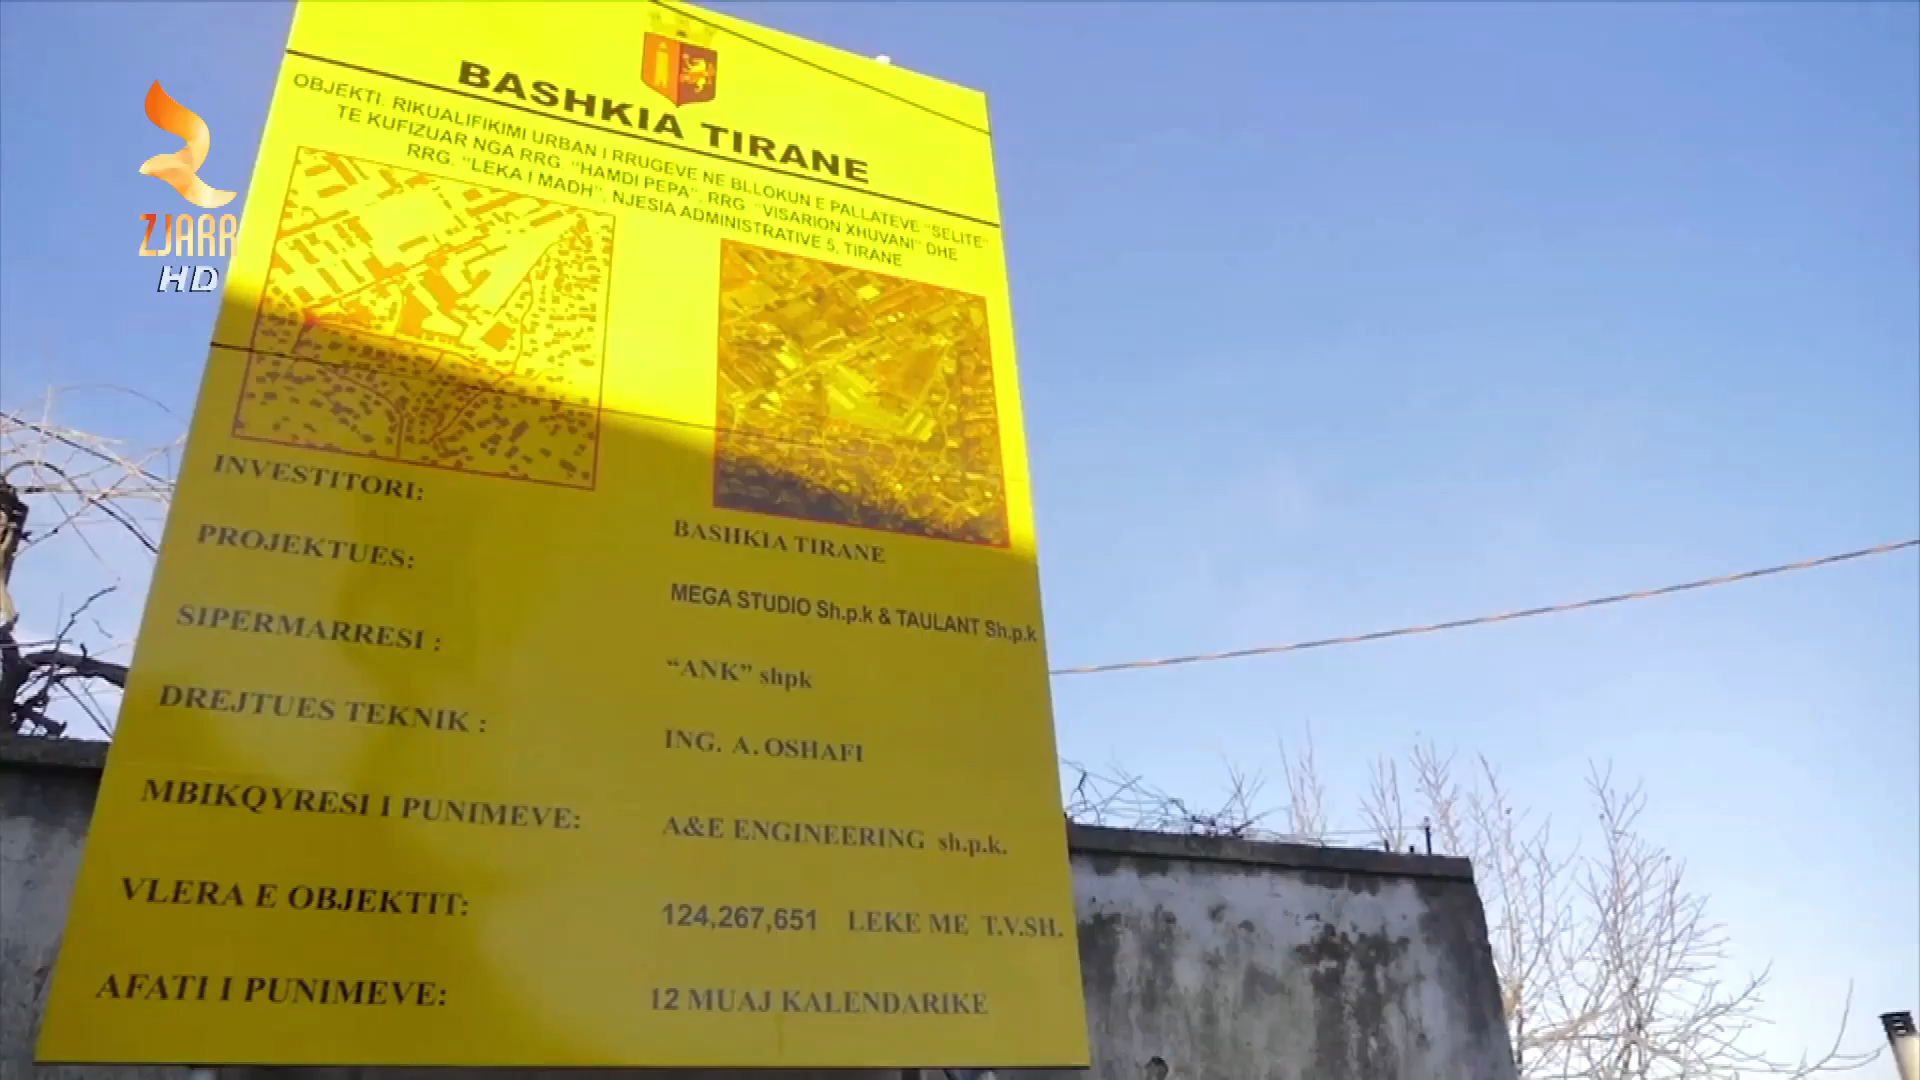 ZJARR
HD
BASHKIA TIRANE
OBJEKTI: RIKUALIFIKIMI URBAN I RRUGEVE NE BLLOKUN E PALLATEVE "SELITE"
TE KUFIZUAR NGA RRG. "HAMDI PEPA", RRG. "VISARION XHUVANI" DHE
RRG. "LEKA I MADH", NJESIA ADMINISTRATIVE 5, TIRANE
INVESTITORI: BASHKIA TIRANE
PROJEKTUES: MEGA STUDIO Sh.p.k & TAULANT Sh.p.k
SIPERMARRESI : "ANK" shpk
DREJTUES TEKNIK : ING. A. OSHAFI
MBIKQYRESI I PUNIMEVE: A&E ENGINEERING sh.p.k.
VLERA E OBJEKTIT: 124,267,651 LEKE ME T.V.SH.
AFATI I PUNIMEVE: 12 MUAJ KALENDARIKE